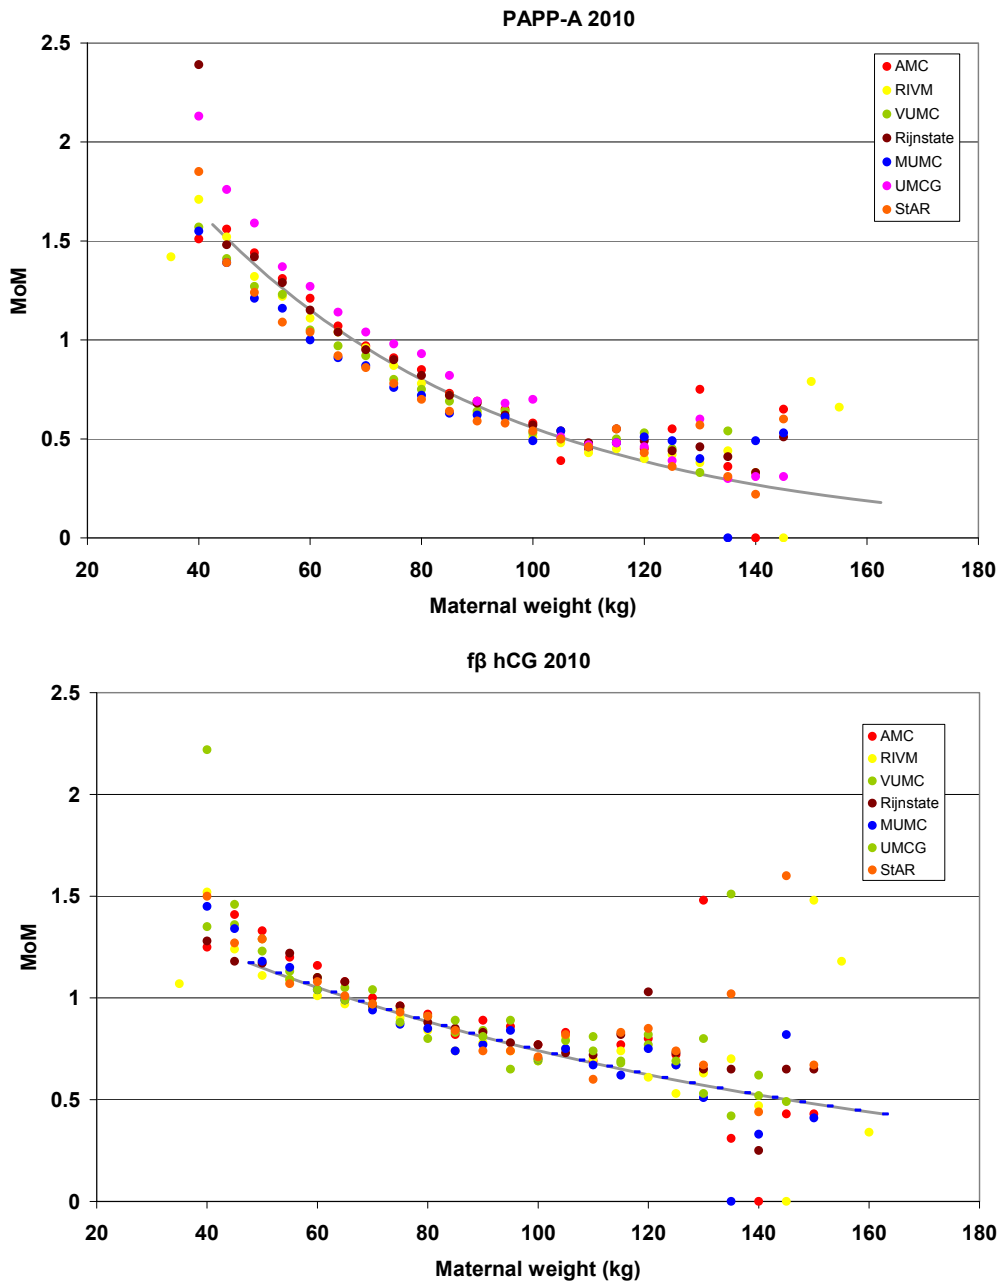 PAPP-A 2010
2.5
2
1.5
1
0.5
0
MoM
20 40 60 80 100 120 140 160 180
Maternal weight (kg)
AMC
RIVM
VUMC
Rijnstate
MUMC
UMCG
StAR
fβ hCG 2010
2.5
2
1.5
1
0.5
0
MoM
20 40 60 80 100 120 140 160 180
Maternal weight (kg)
AMC
RIVM
VUMC
Rijnstate
MUMC
UMCG
StAR